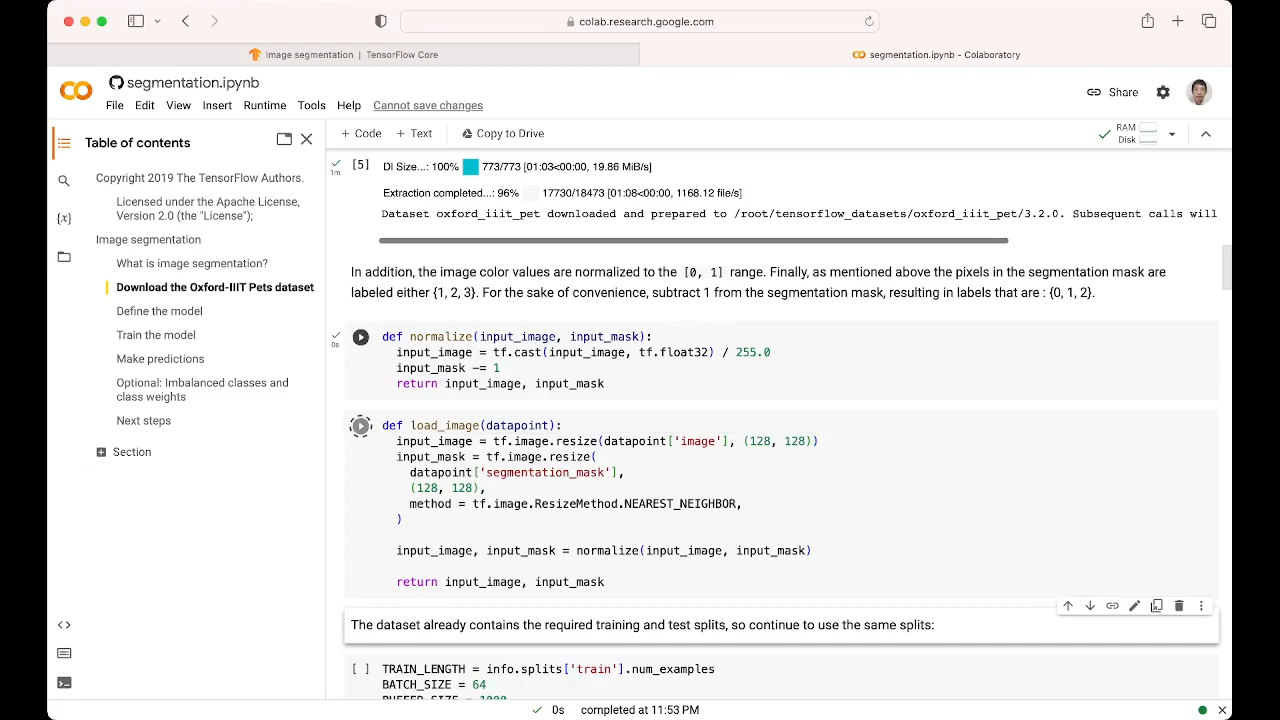 colab.research.google.com
Image segmentation | TensorFlow Core
segmentation.ipynb - Colaboratory
segmentation.ipynb
File Edit View Insert Runtime Tools Help Cannot save changes
Share
Table of contents
+ Code + Text Copy to Drive
RAM
Disk
Copyright 2019 The TensorFlow Authors.
Licensed under the Apache License,
Version 2.0 (the "License");
Image segmentation
What is image segmentation?
Download the Oxford-IIIT Pets dataset
Define the model
Train the model
Make predictions
Optional: Imbalanced classes and
class weights
Next steps
Section
{x}
1m
[5]
Dl Size...: 100% 773/773 [01:03<00:00, 19.86 MiB/s]
Extraction completed...: 96% 17730/18473 [01:08<00:00, 1168.12 file/s]
Dataset oxford_iiit_pet downloaded and prepared to /root/tensorflow_datasets/oxford_iiit_pet/3.2.0. Subsequent calls will
In addition, the image color values are normalized to the [0, 1] range. Finally, as mentioned above the pixels in the segmentation mask are
labeled either {1, 2, 3}. For the sake of convenience, subtract 1 from the segmentation mask, resulting in labels that are : {0, 1, 2}.
0s
def normalize(input_image, input_mask):
input_image = tf.cast(input_image, tf.float32) / 255.0
input_mask -= 1
return input_image, input_mask
def load_image(datapoint):
input_image = tf.image.resize(datapoint['image'], (128, 128))
input_mask = tf.image.resize(
datapoint['segmentation_mask'],
(128, 128),
method = tf.image.ResizeMethod.NEAREST_NEIGHBOR,
)
input_image, input_mask = normalize(input_image, input_mask)
return input_image, input_mask
The dataset already contains the required training and test splits, so continue to use the same splits:
[ ] TRAIN_LENGTH = info.splits['train'].num_examples
BATCH_SIZE = 64
BUFFER_SIZE = 1000
0s completed at 11:53 PM